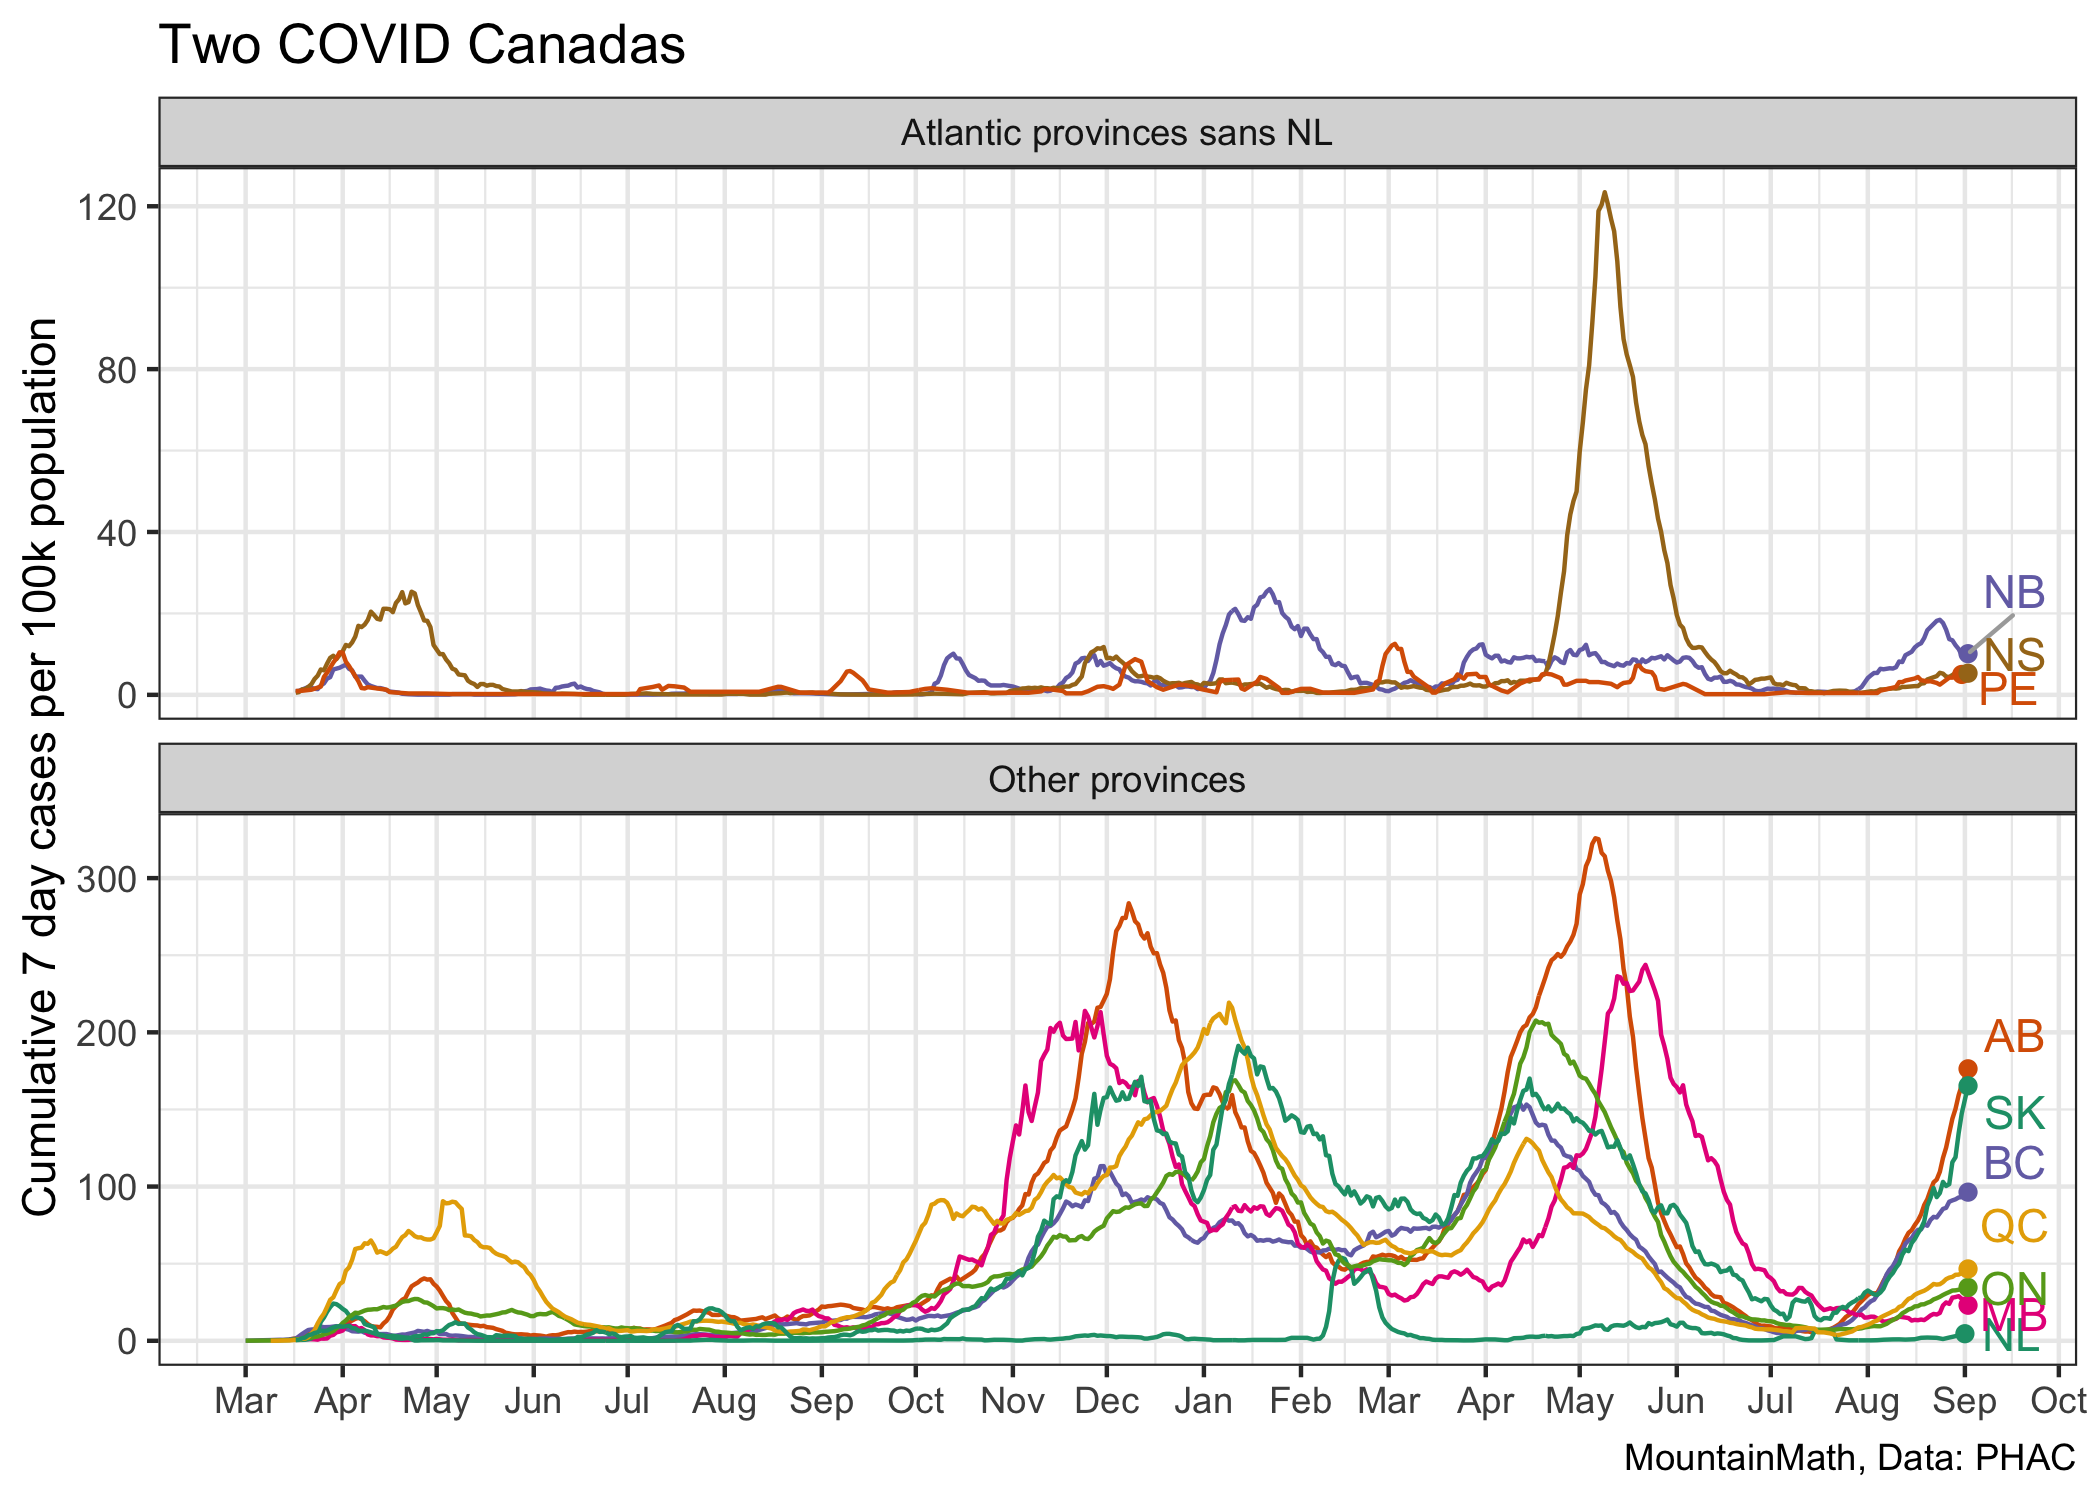 Two COVID Canadas
Atlantic provinces sans NL
120
80
40
0
NB
NS
PE
Cumulative 7 day cases per 100k population
Other provinces
300
200
100
0
AB
SK
BC
QC
ON
MB
NL
Mar Apr May Jun Jul Aug Sep Oct Nov Dec Jan Feb Mar Apr May Jun Jul Aug Sep Oct
MountainMath, Data: PHAC